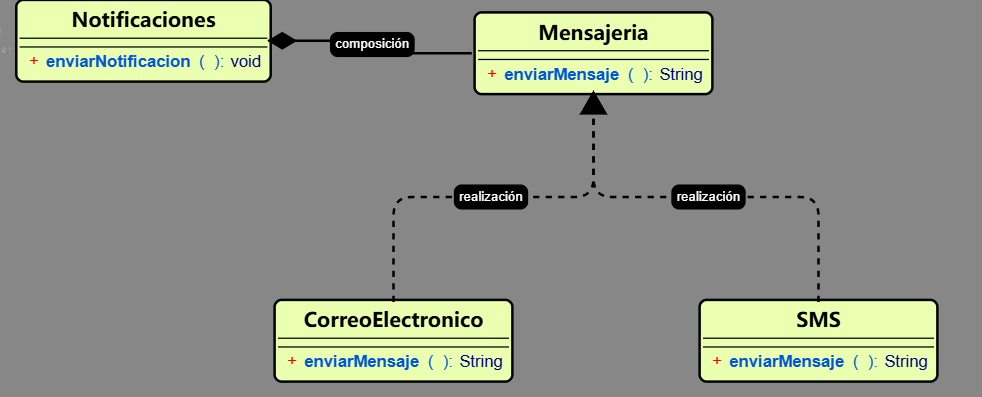 Notificaciones
+ enviarNotificacion ( ): void
composición
Mensajeria
+ enviarMensaje ( ): String
realización
realización
CorreoElectronico
+ enviarMensaje ( ): String
SMS
+ enviarMensaje ( ): String